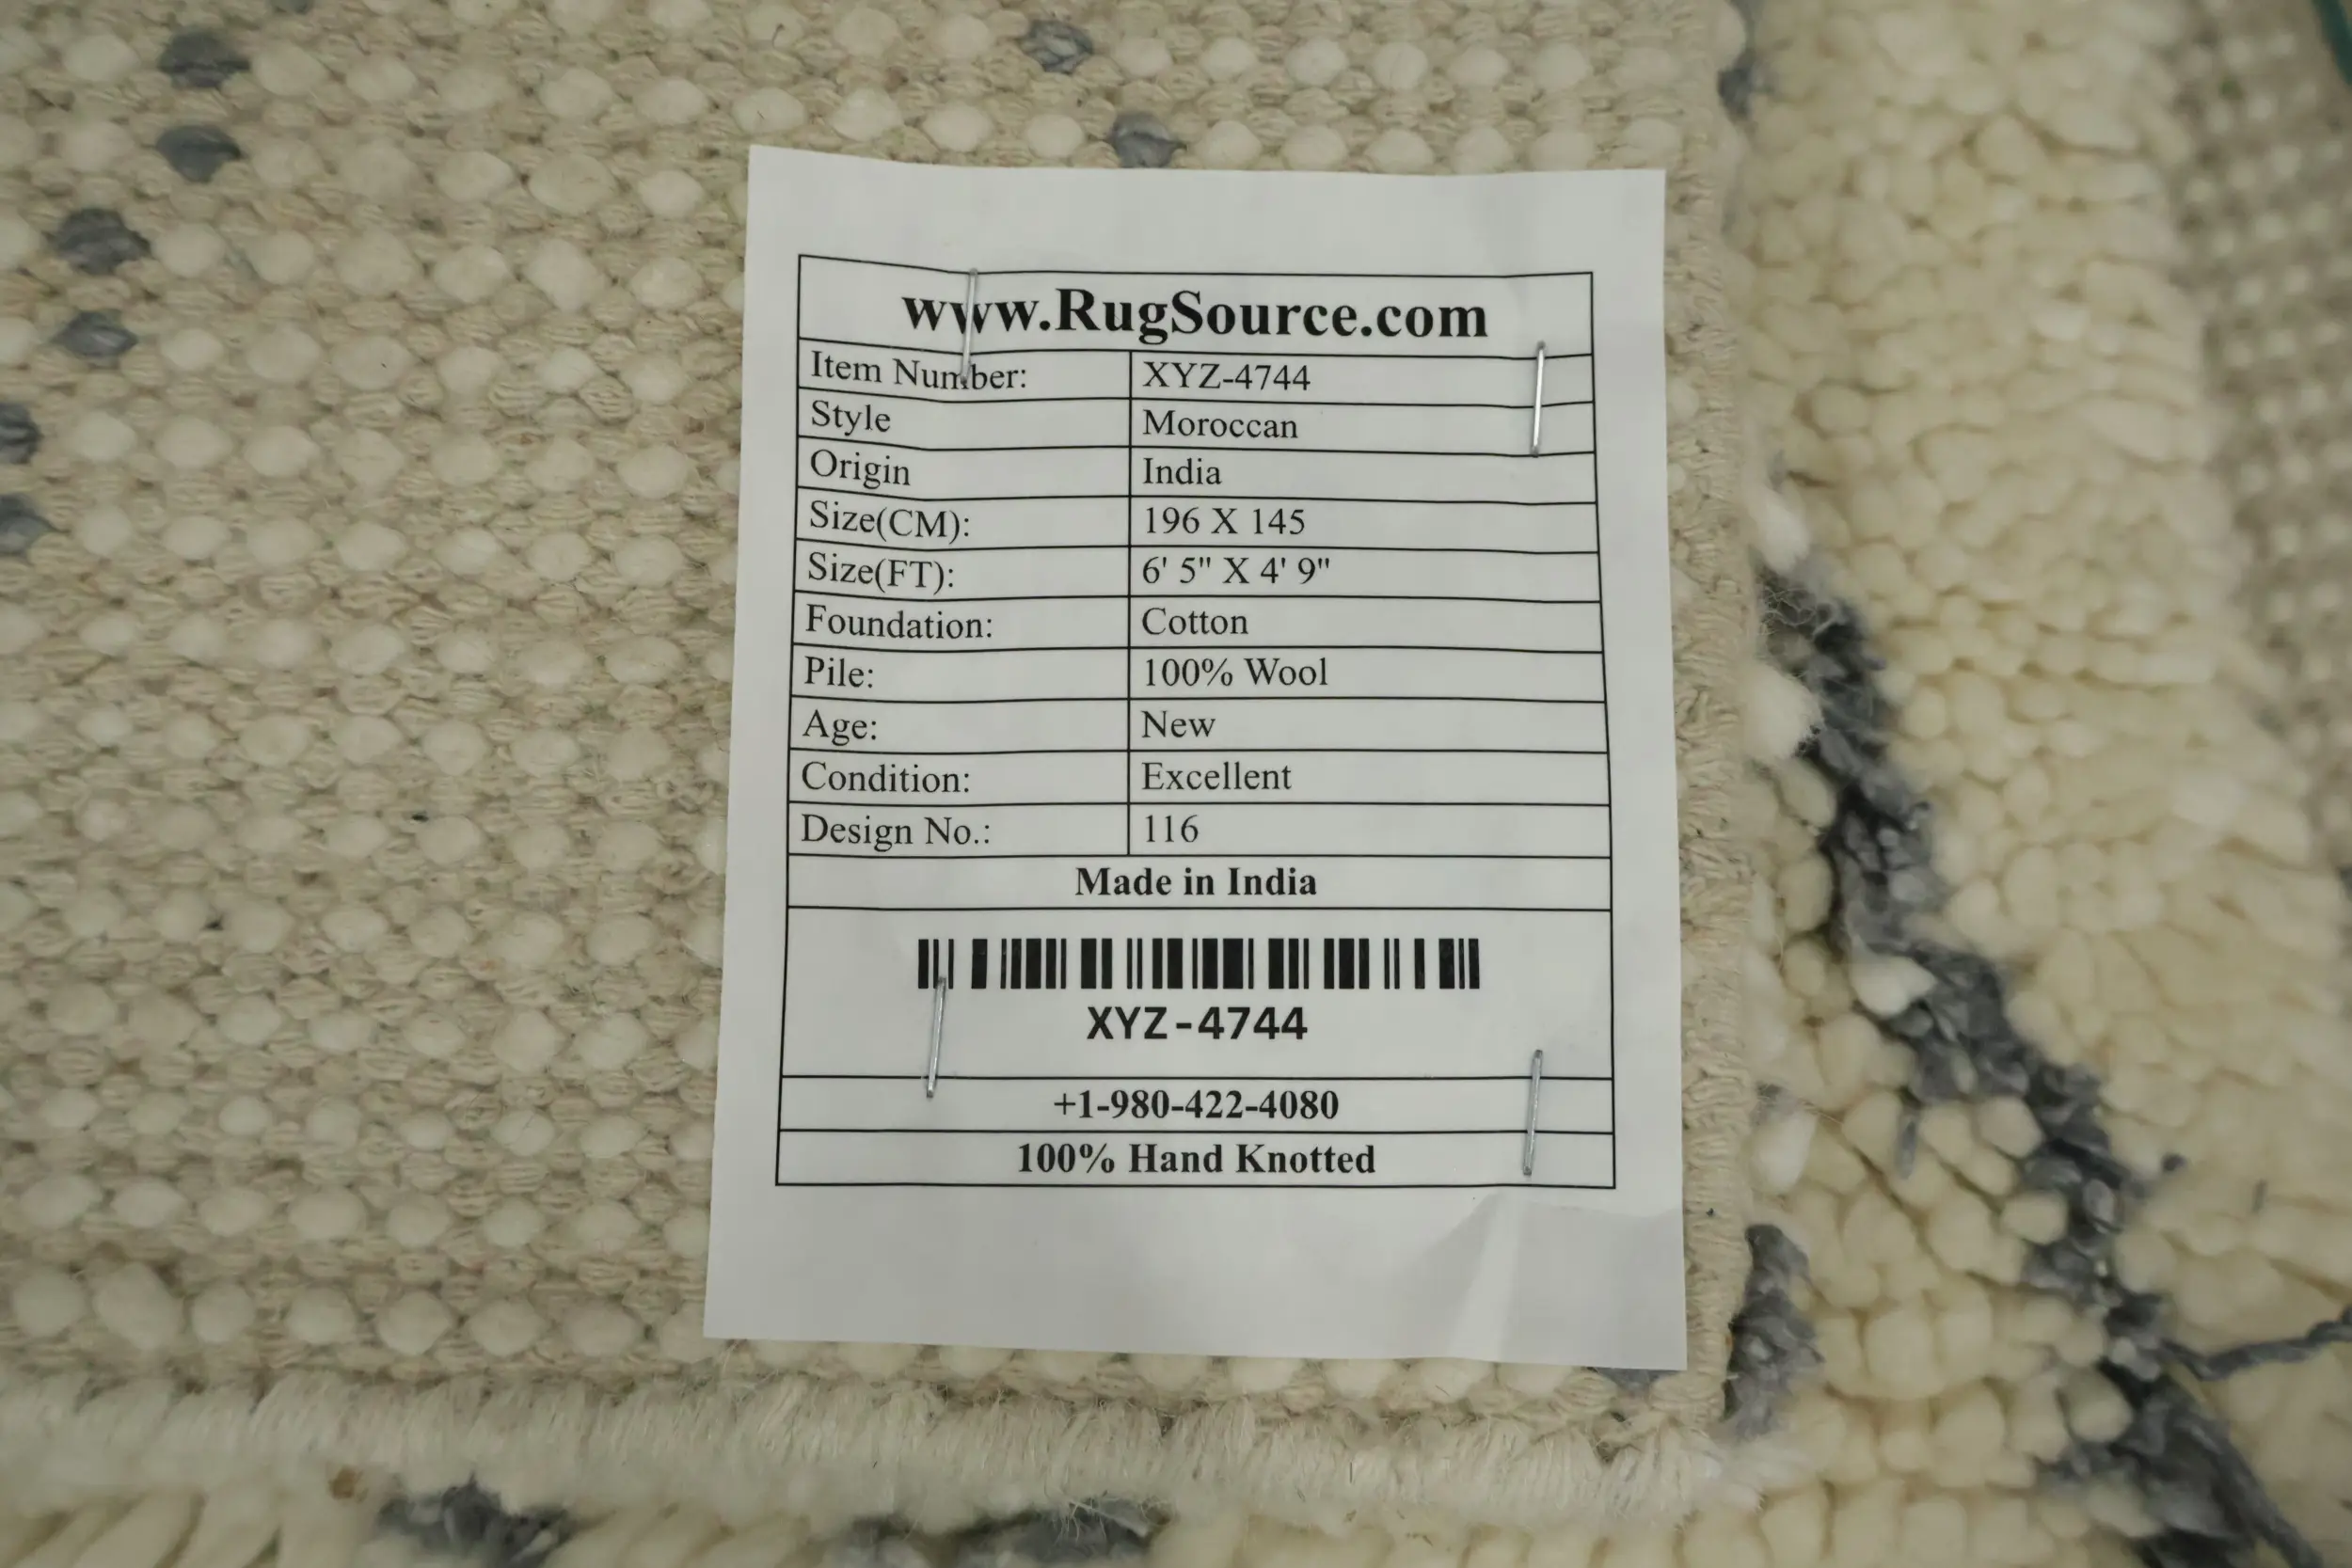 www.RugSource.com
Item Number: XYZ-4744
Style Moroccan
Origin India
Size(CM): 196 X 145
Size(FT): 6' 5" X 4' 9"
Foundation: Cotton
Pile: 100% Wool
Age: New
Condition: Excellent
Design No.: 116
Made in India
XYZ-4744
+1-980-422-4080
100% Hand Knotted